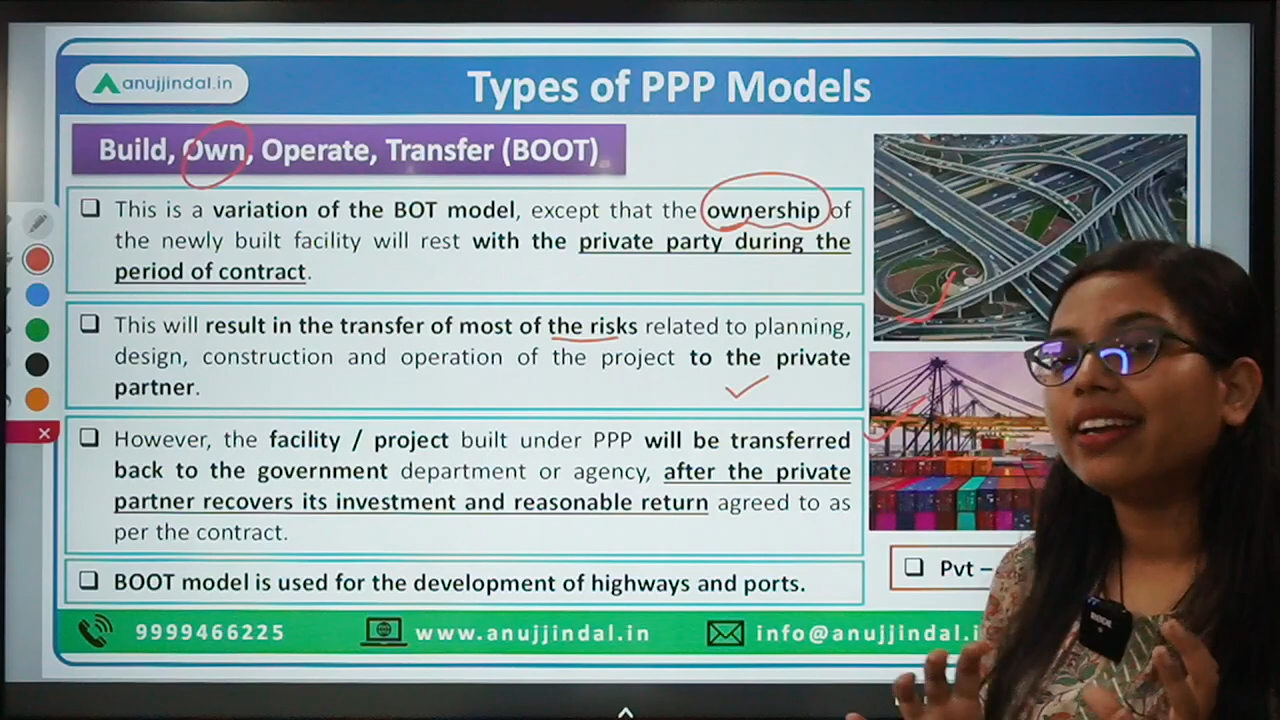 anujjindal.in
Types of PPP Models
Build, Own, Operate, Transfer (BOOT)
❑ This is a variation of the BOT model, except that the ownership of
the newly built facility will rest with the private party during the
period of contract.
❑ This will result in the transfer of most of the risks related to planning,
design, construction and operation of the project to the private
partner.
❑ However, the facility / project built under PPP will be transferred
back to the government department or agency, after the private
partner recovers its investment and reasonable return agreed to as
per the contract.
❑ BOOT model is used for the development of highways and ports.
❑ Pvt –
9999466225
www.anujjindal.in
info@anujjindal.i